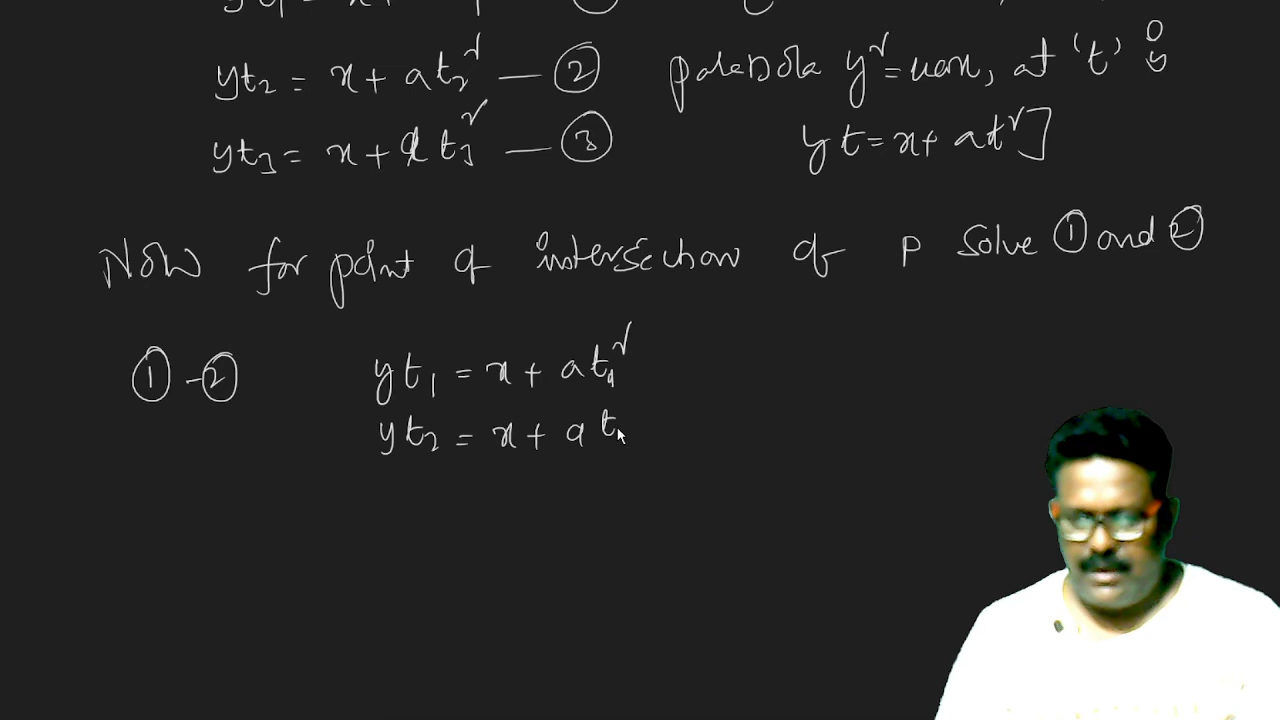 yt₂ = x + at₂² — ② parabola y² = 4ax, at 't' is
yt₃ = x + at₃² — ③ yt = x + at²]
Now for point of intersection of P solve ① and ②
① - ② yt₁ = x + at₁²
yt₂ = x + at